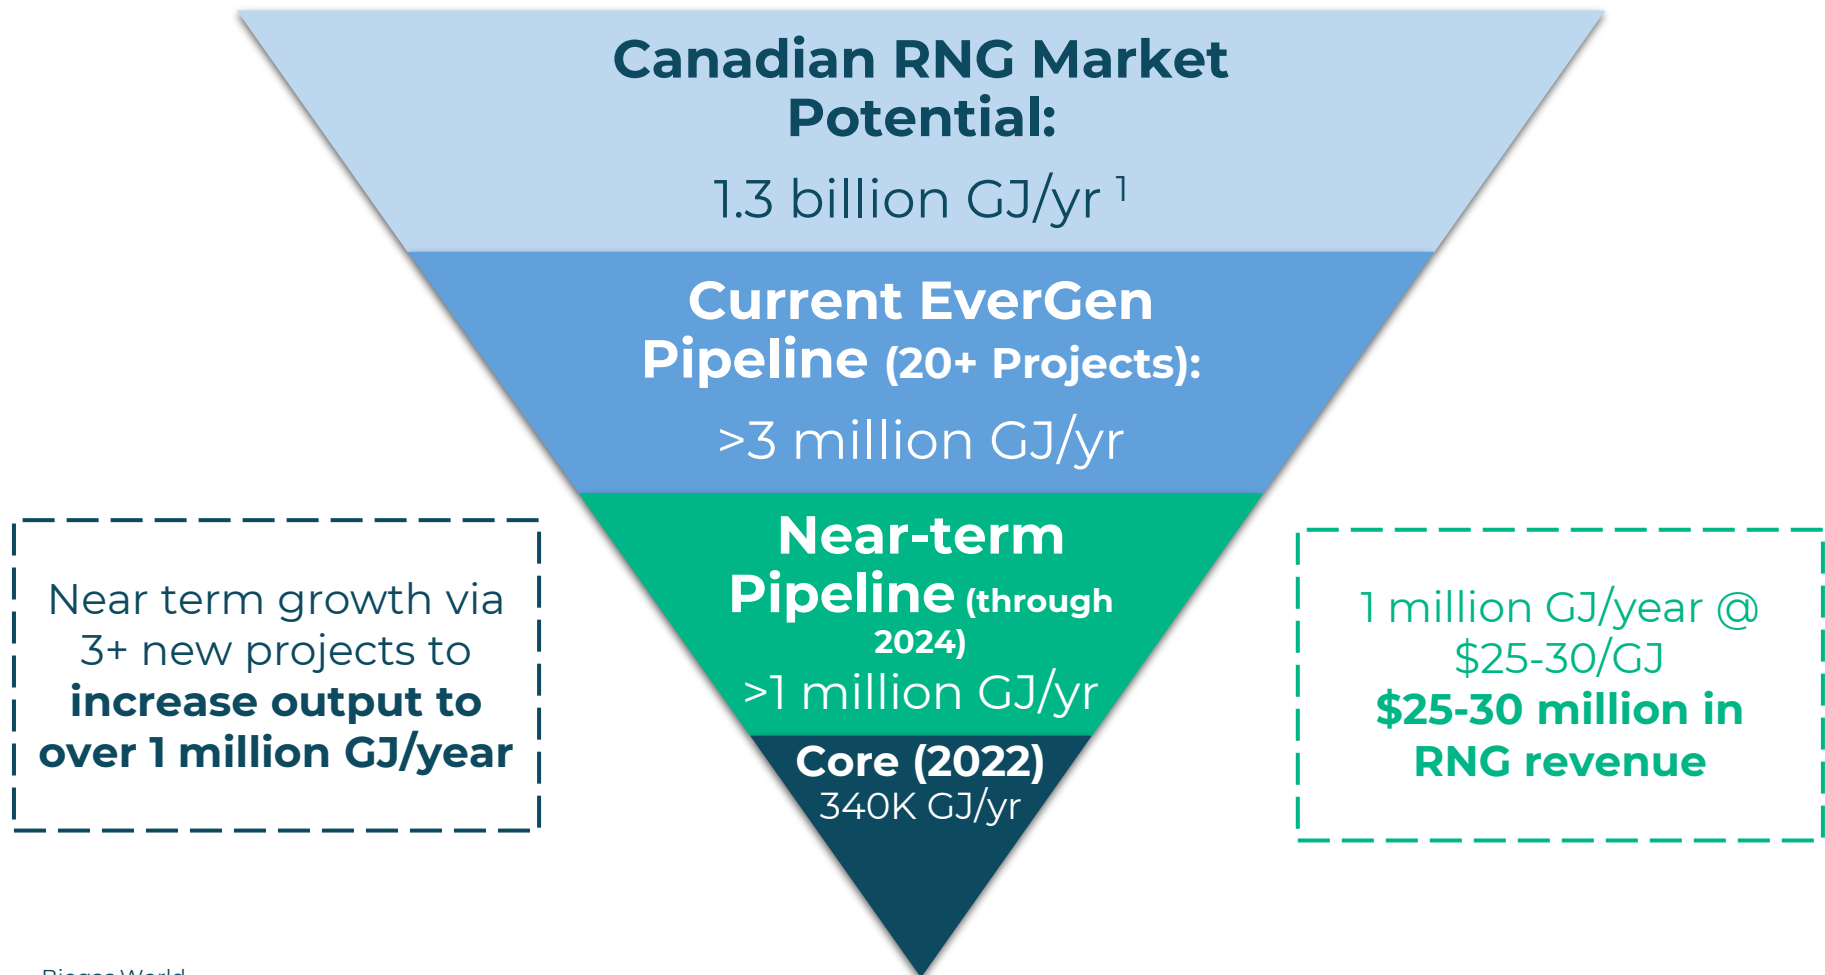 Canadian RNG Market
Potential:
1.3 billion GJ/yr ¹
Current EverGen
Pipeline (20+ Projects):
>3 million GJ/yr
Near-term
Pipeline (through
2024)
>1 million GJ/yr
Core (2022)
340K GJ/yr
Near term growth via
3+ new projects to
increase output to
over 1 million GJ/year
1 million GJ/year @
$25-30/GJ
$25-30 million in
RNG revenue
Biogas World